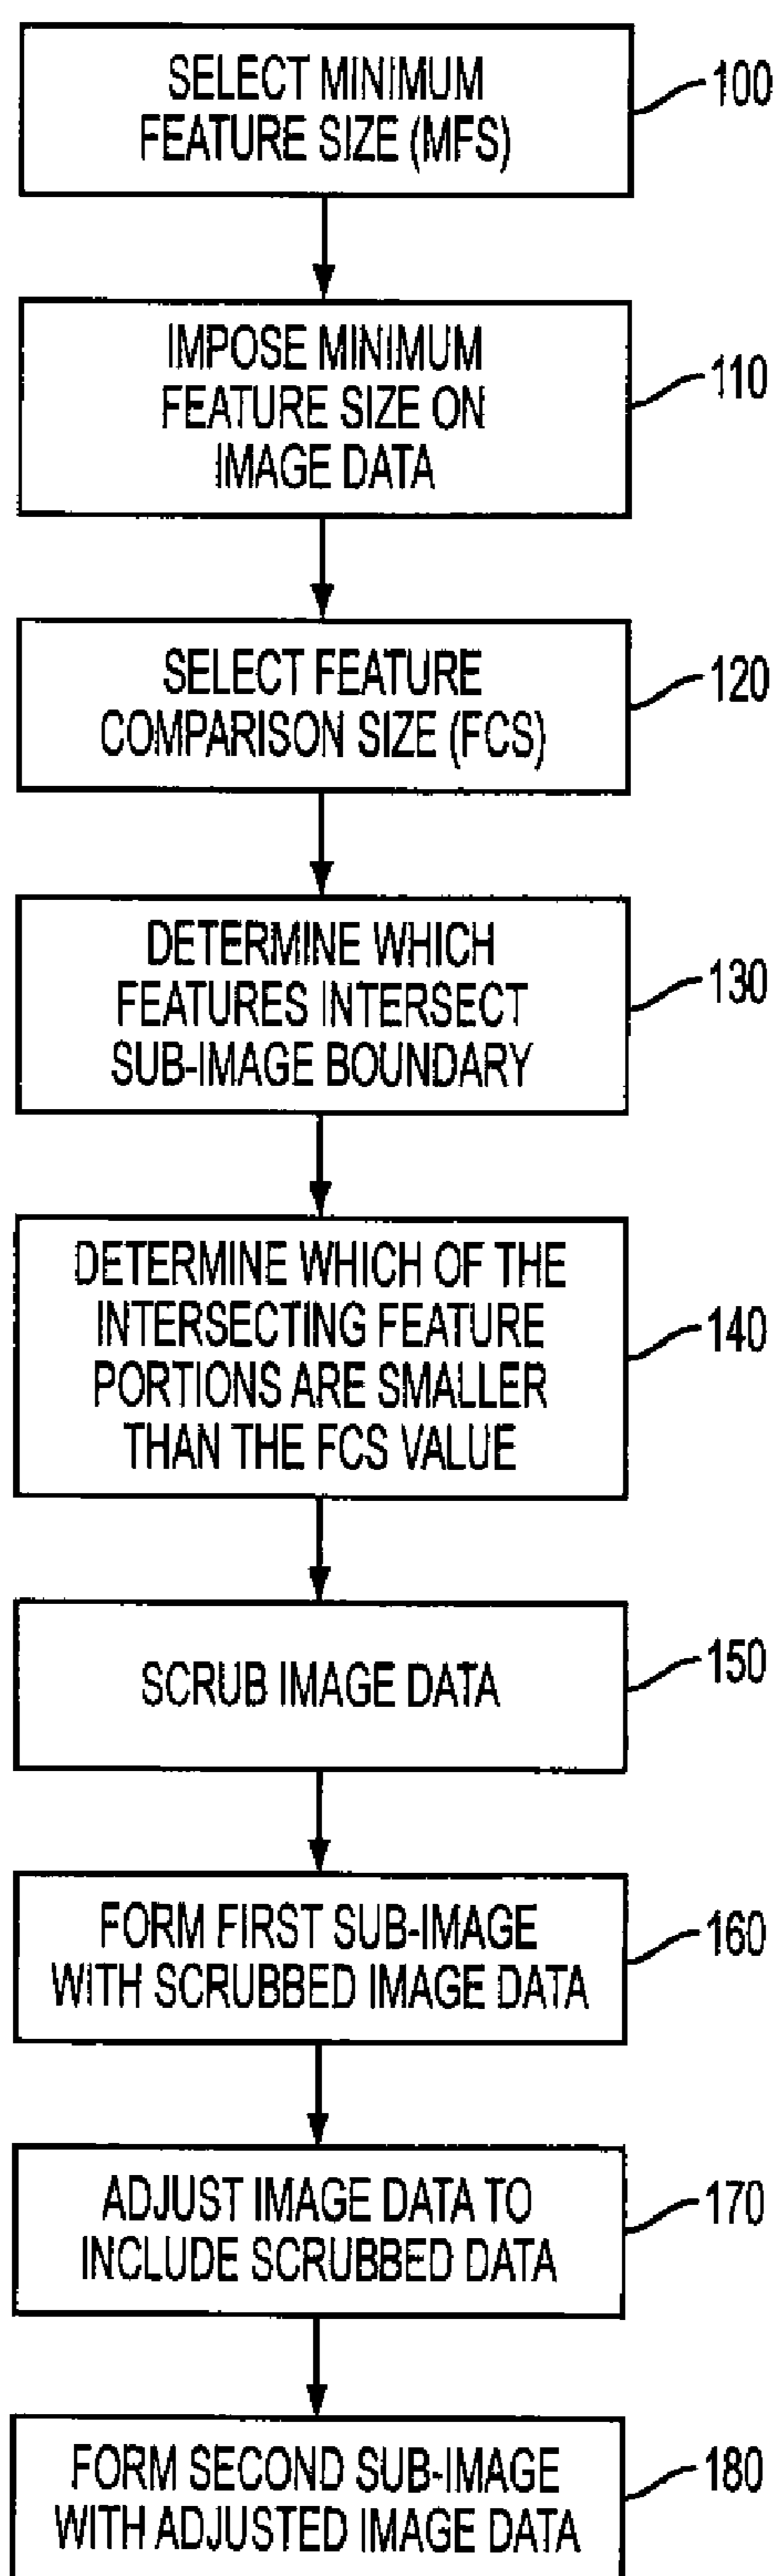 SELECT MINIMUM
FEATURE SIZE (MFS)
100
IMPOSE MINIMUM
FEATURE SIZE ON
IMAGE DATA
110
SELECT FEATURE
COMPARISON SIZE (FCS)
120
DETERMINE WHICH
FEATURES INTERSECT
SUB-IMAGE BOUNDARY
130
DETERMINE WHICH OF THE
INTERSECTING FEATURE
PORTIONS ARE SMALLER
THAN THE FCS VALUE
140
SCRUB IMAGE DATA
150
FORM FIRST SUB-IMAGE
WITH SCRUBBED IMAGE DATA
160
ADJUST IMAGE DATA TO
INCLUDE SCRUBBED DATA
170
FORM SECOND SUB-IMAGE
WITH ADJUSTED IMAGE DATA
180